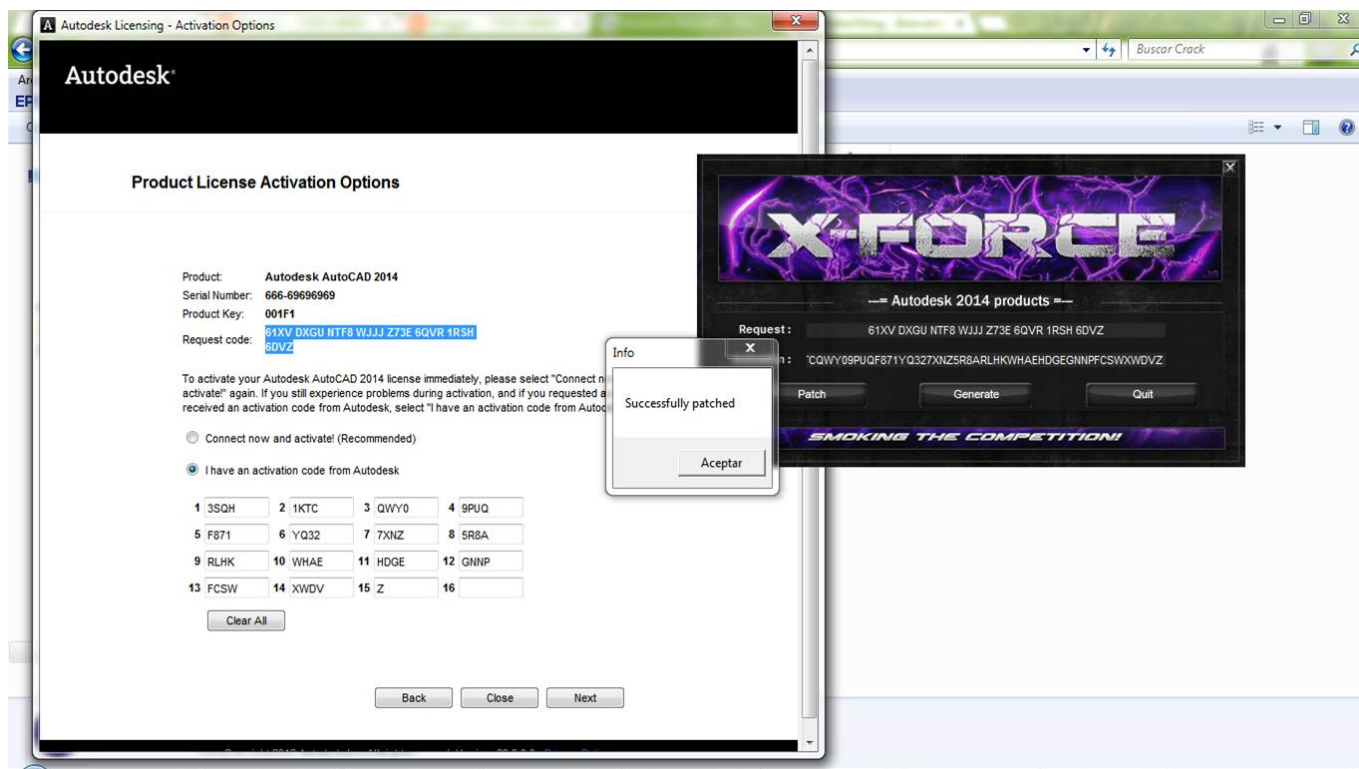 Autodesk Licensing - Activation Options
Buscar Crack
Autodesk
Product License Activation Options
Product: Autodesk AutoCAD 2014
Serial Number: 666-69696969
Product Key: 001F1
Request code: 61XV DXGU NTF8 WJJJ Z73E 6QVR 1RSH
6DVZ
To activate your Autodesk AutoCAD 2014 license immediately, please select "Connect n
activate!" again. If you still experience problems during activation, and if you requested a
received an activation code from Autodesk, select "I have an activation code from Autod
Connect now and activate! (Recommended)
I have an activation code from Autodesk
1 3SQH 2 1KTC 3 QWY0 4 9PUQ
5 F871 6 YQ32 7 7XNZ 8 5R8A
9 RLHK 10 WHAE 11 HDGE 12 GNNP
13 FCSW 14 XWDV 15 Z 16
Clear All
Back Close Next
Info
Successfully patched
Aceptar
X-FORCE
---= Autodesk 2014 products =---
Request : 61XV DXGU NTF8 WJJJ Z73E 6QVR 1RSH 6DVZ
CQWY09PUQF871YQ327XNZ5R8ARLHKWHAEHDGEGNNPFCSWXWDVZ
Patch Generate Quit
SMOKING THE COMPETITION!